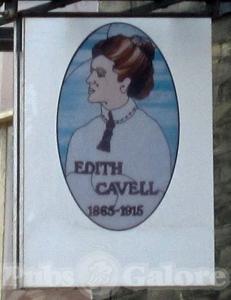 EDITH
CAVELL
1865-1915
Pubs Galore